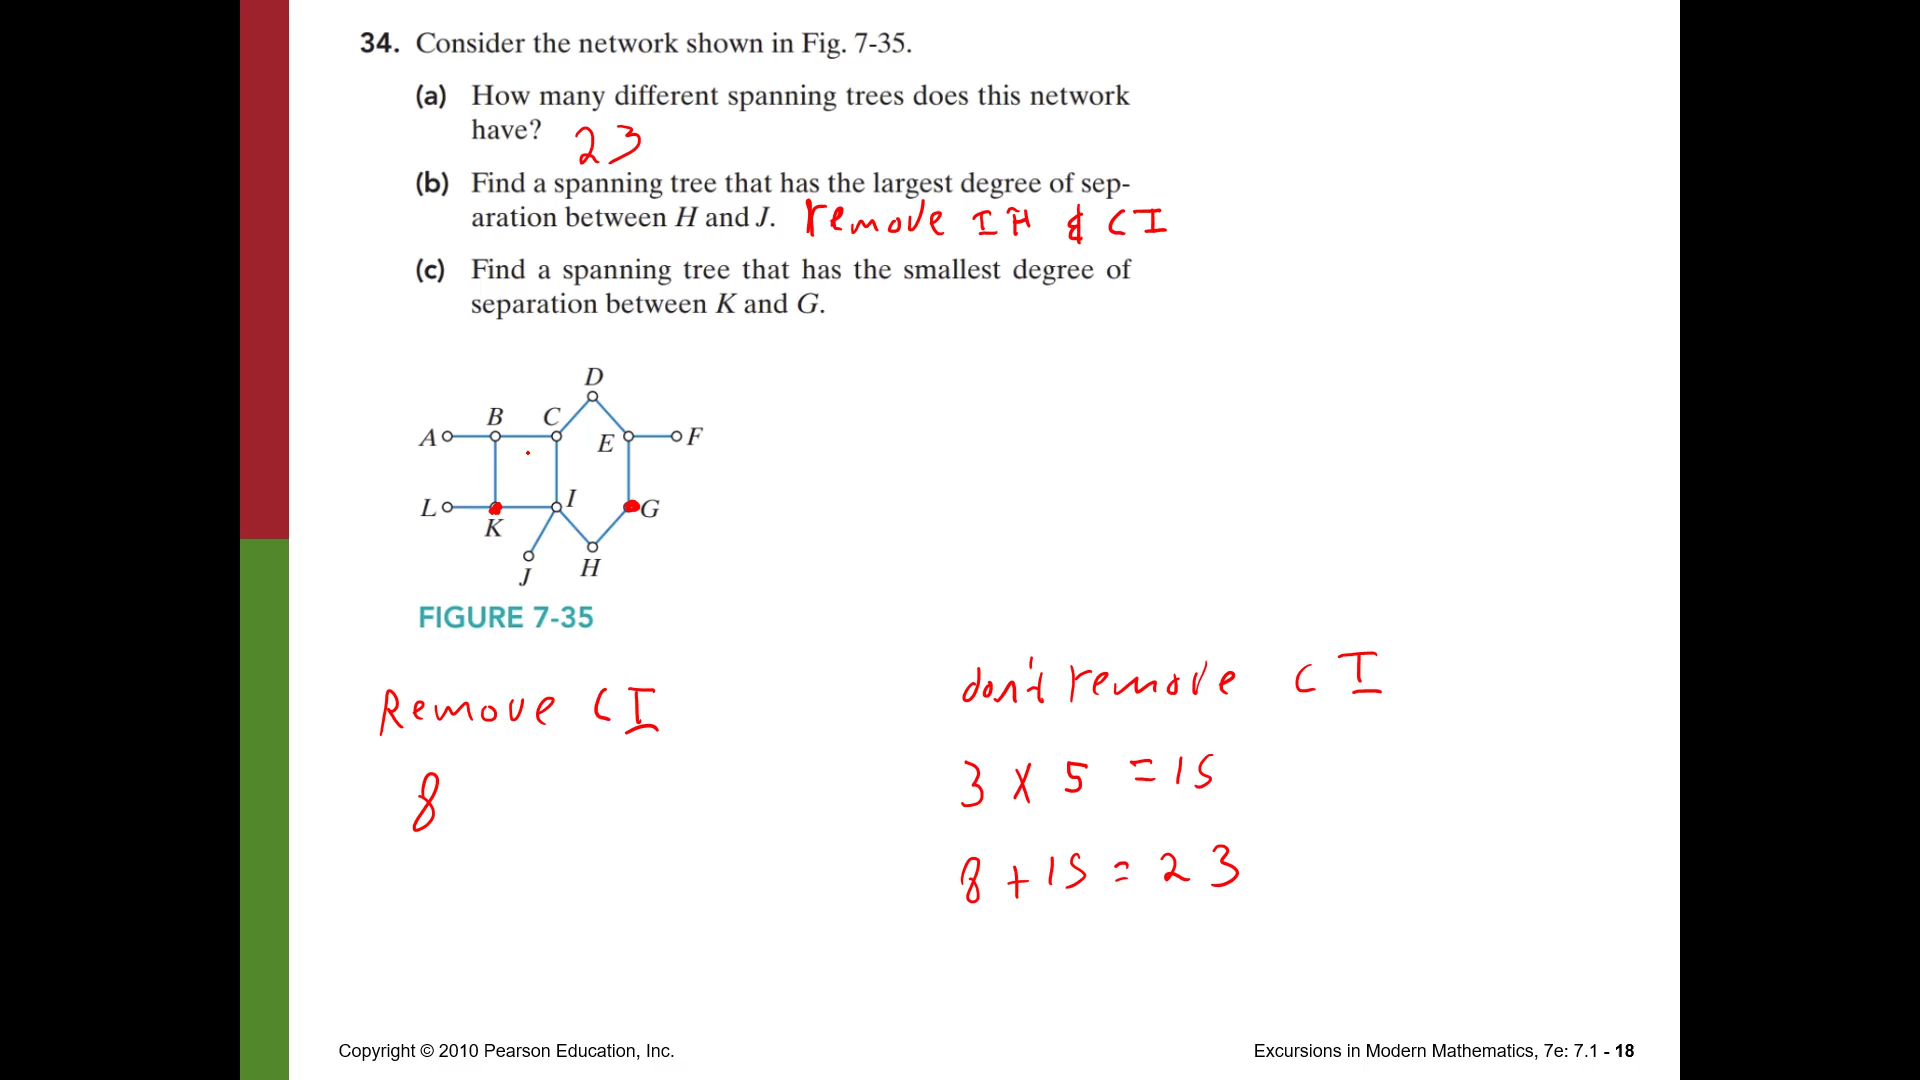 34. Consider the network shown in Fig. 7-35.
(a) How many different spanning trees does this network
have? 23
(b) Find a spanning tree that has the largest degree of sep-
aration between H and J. remove IH & CI
(c) Find a spanning tree that has the smallest degree of
separation between K and G.
D
B C
A E F
L I G
K
J H
FIGURE 7-35
Remove CI
8
don't remove CI
3 x 5 = 15
8 + 15 = 23
Copyright © 2010 Pearson Education, Inc.
Excursions in Modern Mathematics, 7e: 7.1 - 18